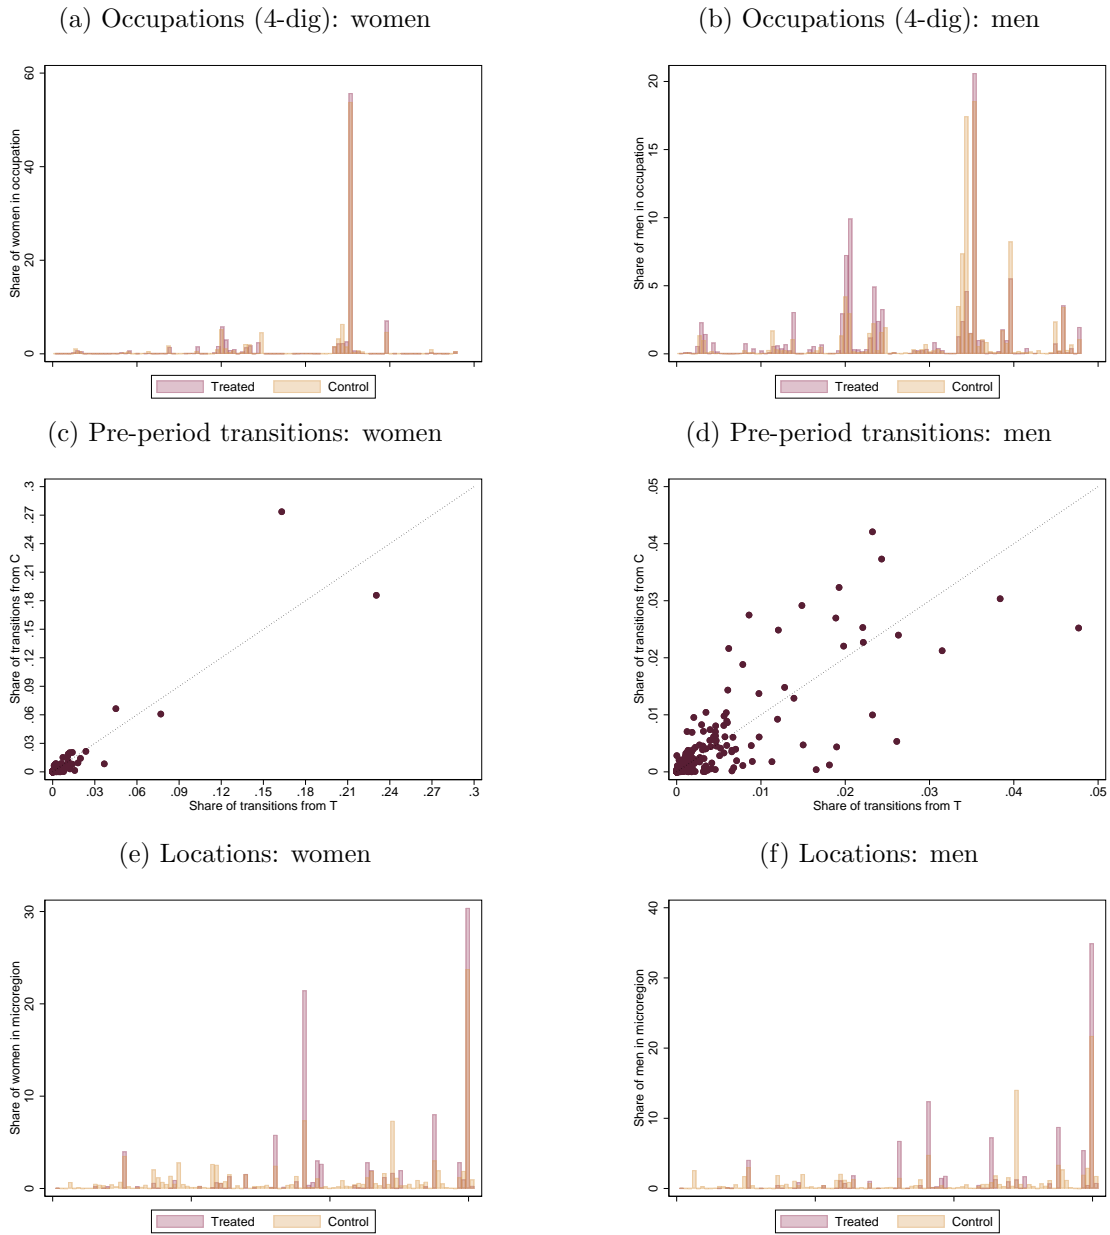 (a) Occupations (4-dig): women
(b) Occupations (4-dig): men
Share of women in occupation
60
40
20
0
Treated
Control
Share of men in occupation
20
15
10
5
0
Treated
Control
(c) Pre-period transitions: women
(d) Pre-period transitions: men
Share of transitions from C
.3
.27
.24
.21
.18
.15
.12
.09
.06
.03
0
0 .03 .06 .09 .12 .15 .18 .21 .24 .27 .3
Share of transitions from T
Share of transitions from C
.05
.04
.03
.02
.01
0
0 .01 .02 .03 .04 .05
Share of transitions from T
(e) Locations: women
(f) Locations: men
Share of women in microregion
30
20
10
0
Treated
Control
Share of men in microregion
40
30
20
10
0
Treated
Control